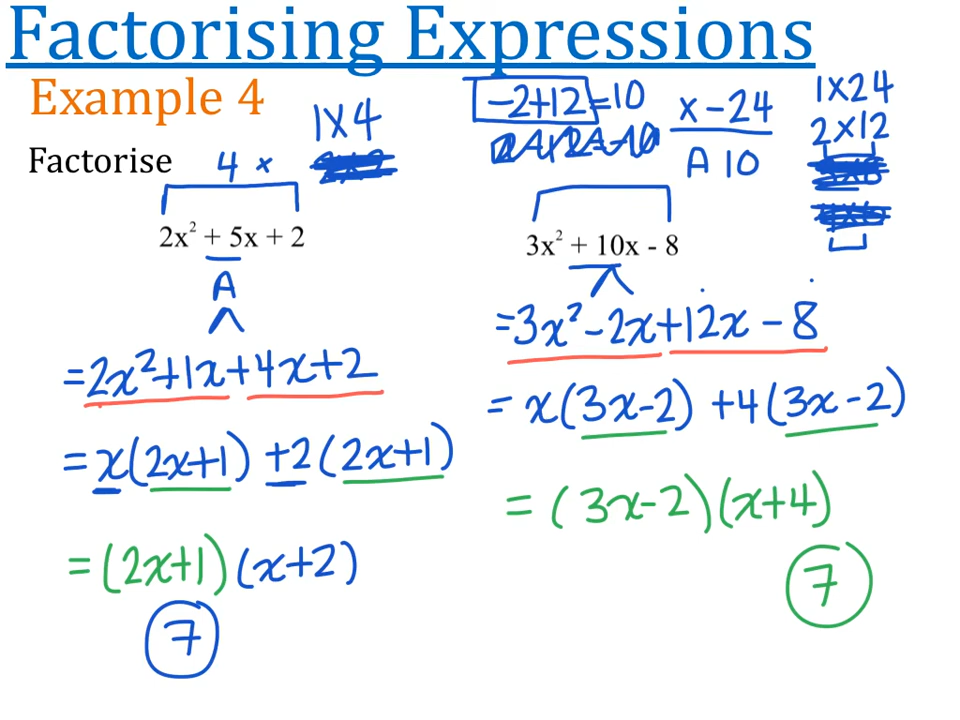 Factorising Expressions
Example 4
Factorise
4 ×
1×4
2x² + 5x + 2
A
= 2x²+1x+4x+2
= x(2x+1) +2(2x+1)
= (2x+1)(x+2)
7
-2+12=10
× -24
A 10
1×24
2×12
3x² + 10x - 8
=3x²-2x+12x-8
= x(3x-2) +4(3x-2)
= (3x-2)(x+4)
7